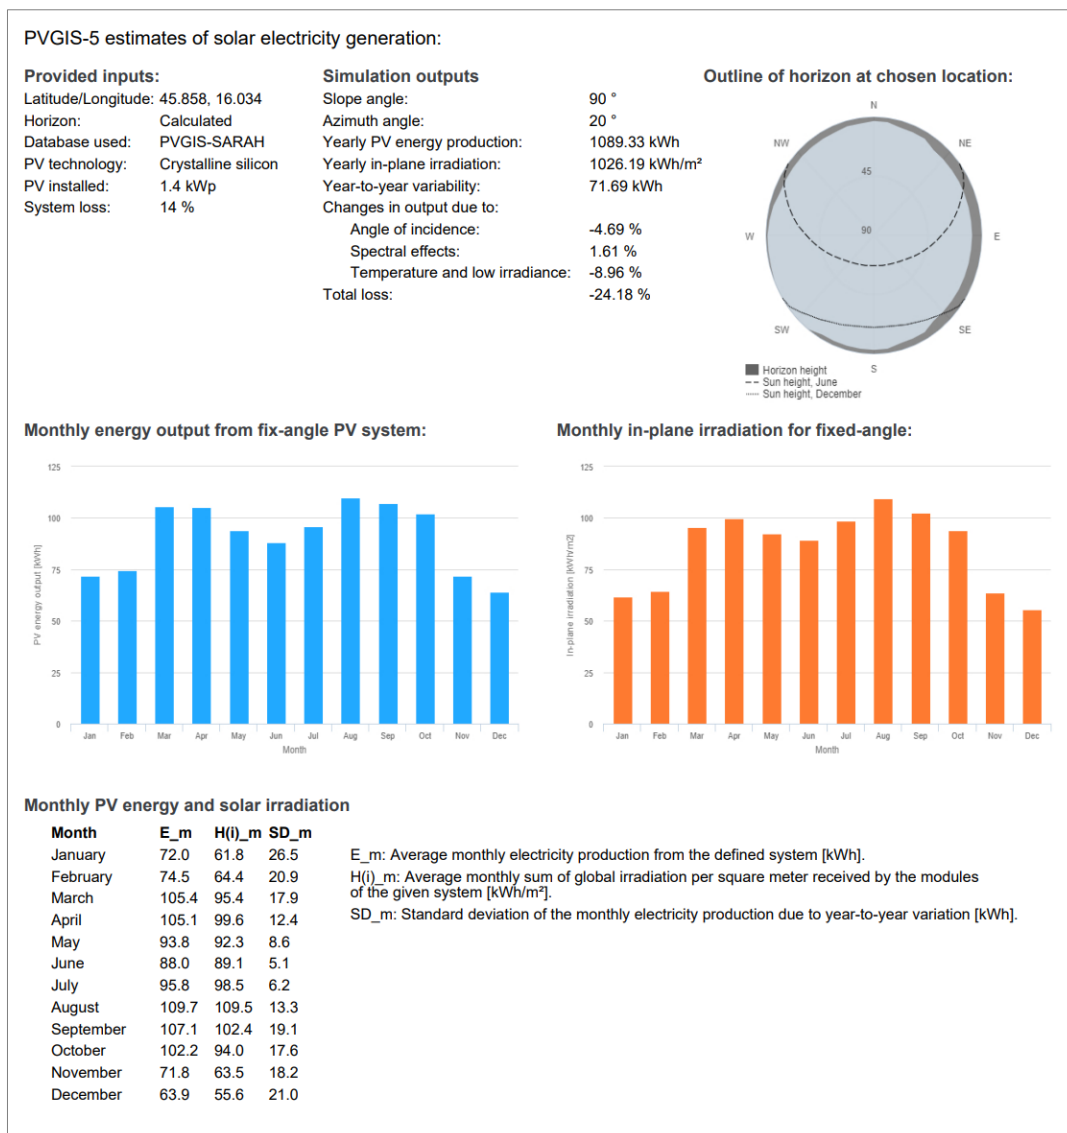 PVGIS-5 estimates of solar electricity generation:
Provided inputs:
Latitude/Longitude: 45.858, 16.034
Horizon: Calculated
Database used: PVGIS-SARAH
PV technology: Crystalline silicon
PV installed: 1.4 kWp
System loss: 14 %
Simulation outputs
Slope angle: 90 °
Azimuth angle: 20 °
Yearly PV energy production: 1089.33 kWh
Yearly in-plane irradiation: 1026.19 kWh/m²
Year-to-year variability: 71.69 kWh
Changes in output due to:
Angle of incidence: -4.69 %
Spectral effects: 1.61 %
Temperature and low irradiance: -8.96 %
Total loss: -24.18 %
Outline of horizon at chosen location:
N
NW NE
45
90
W E
SW SE
S
Horizon height
Sun height, June
Sun height, December
Monthly energy output from fix-angle PV system:
125
100
75
50
25
0
PV energy output [kWh]
Jan Feb Mar Apr May Jun Jul Aug Sep Oct Nov Dec
Month
Monthly in-plane irradiation for fixed-angle:
125
100
75
50
25
0
In-plane irradiation [kWh/m2]
Jan Feb Mar Apr May Jun Jul Aug Sep Oct Nov Dec
Month
Monthly PV energy and solar irradiation
Month E_m H(i)_m SD_m
January 72.0 61.8 26.5
February 74.5 64.4 20.9
March 105.4 95.4 17.9
April 105.1 99.6 12.4
May 93.8 92.3 8.6
June 88.0 89.1 5.1
July 95.8 98.5 6.2
August 109.7 109.5 13.3
September 107.1 102.4 19.1
October 102.2 94.0 17.6
November 71.8 63.5 18.2
December 63.9 55.6 21.0
E_m: Average monthly electricity production from the defined system [kWh].
H(i)_m: Average monthly sum of global irradiation per square meter received by the modules
of the given system [kWh/m²].
SD_m: Standard deviation of the monthly electricity production due to year-to-year variation [kWh].